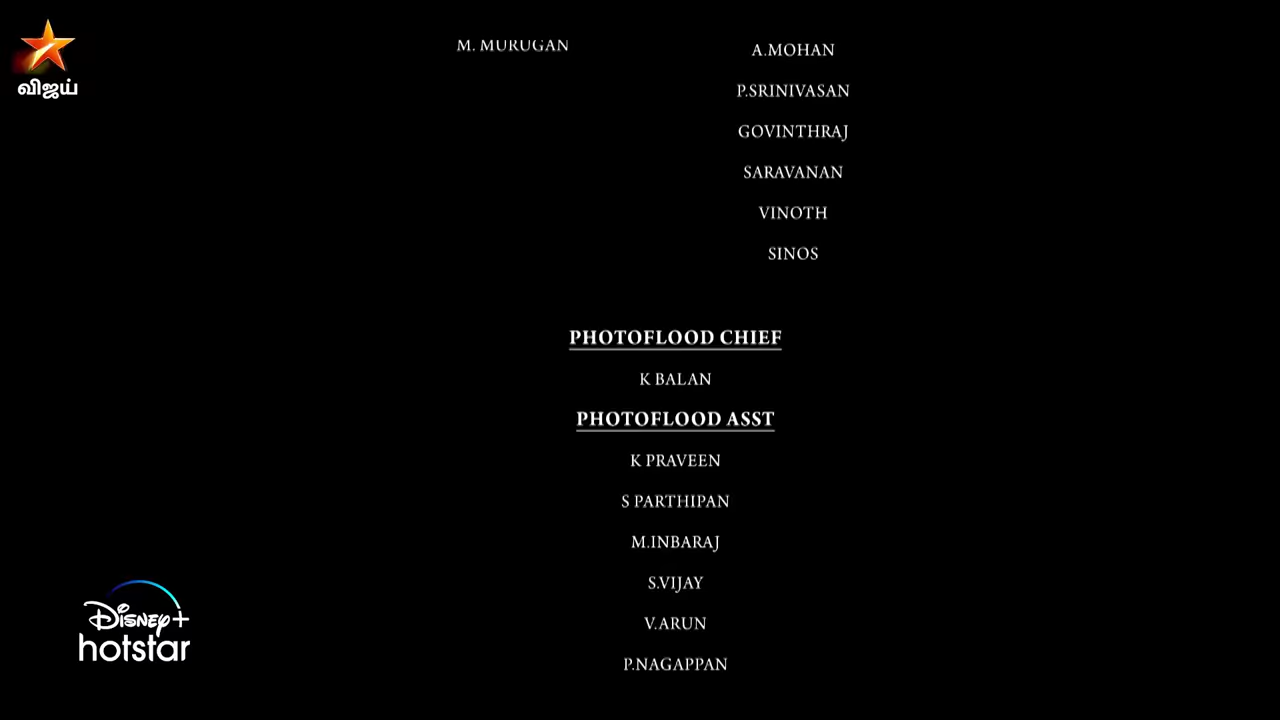 M. MURUGAN
A.MOHAN
P.SRINIVASAN
விஜய்
GOVINTHRAJ
SARAVANAN
VINOTH
SINOS
PHOTOFLOOD CHIEF
K BALAN
PHOTOFLOOD ASST
K PRAVEEN
S PARTHIPAN
M.INBARAJ
S.VIJAY
V.ARUN
P.NAGAPPAN
Disney+
hotstar